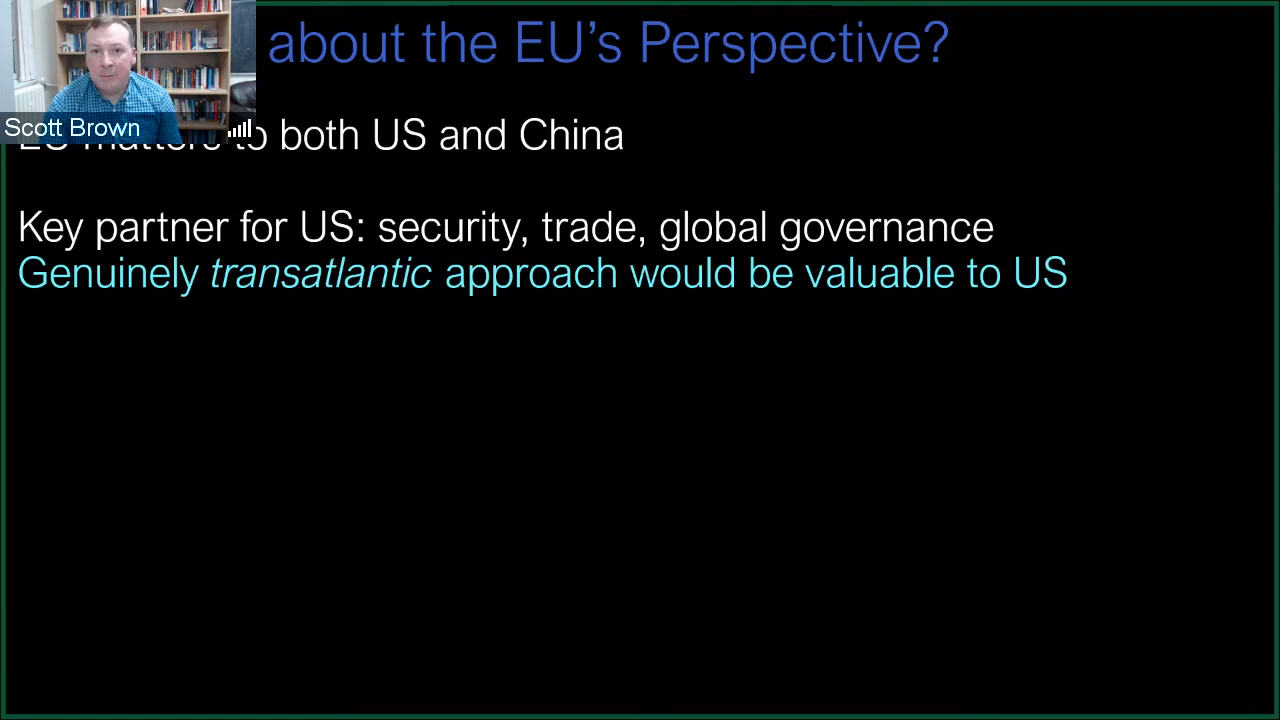 about the EU's Perspective?
Scott Brown
to both US and China
Key partner for US: security, trade, global governance
Genuinely transatlantic approach would be valuable to US